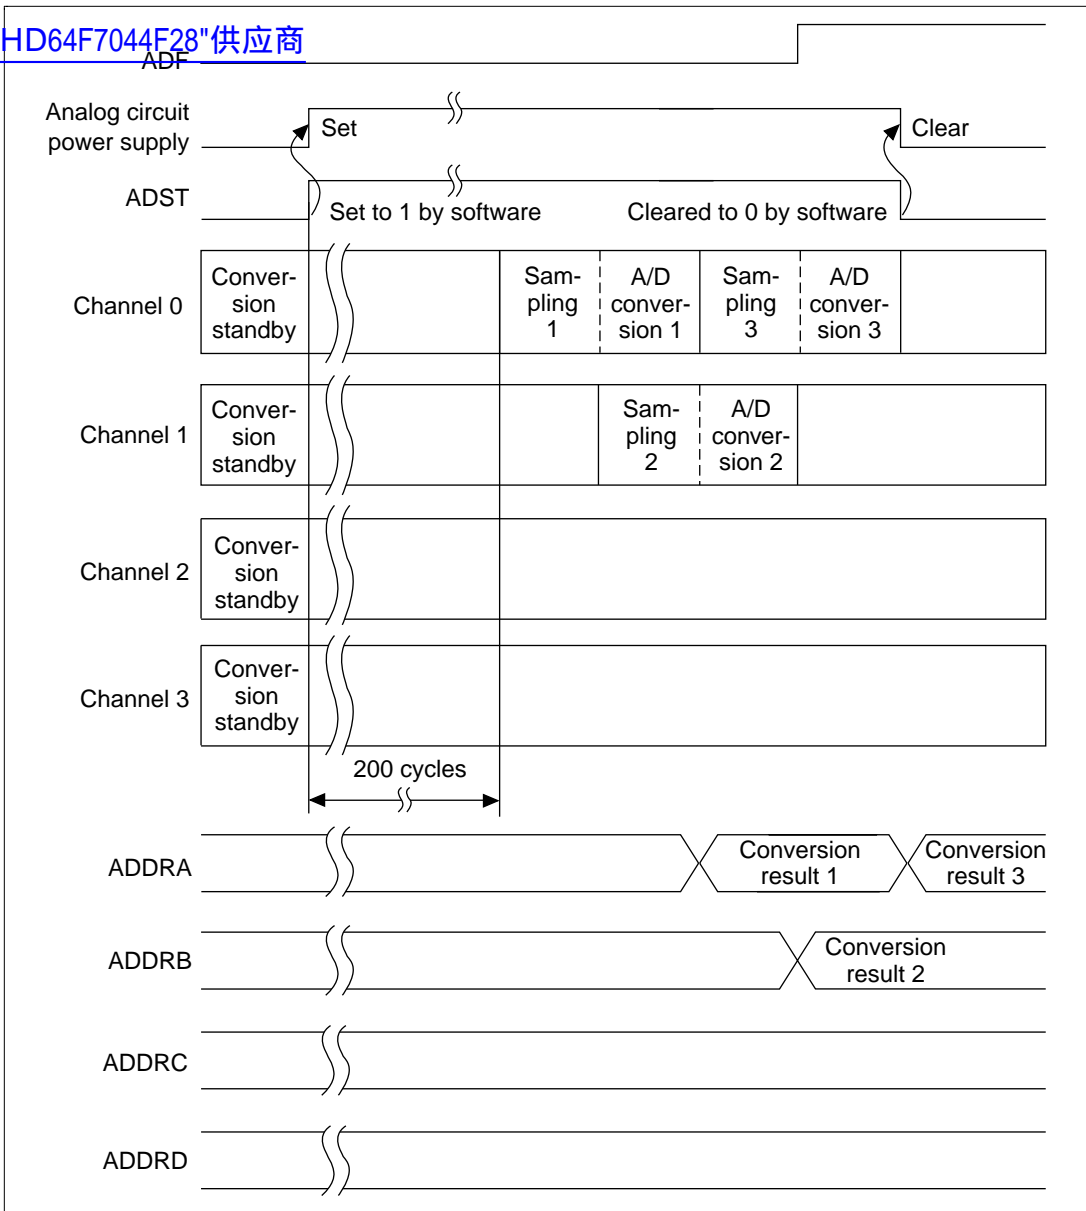 HD64F7044F28"供应商
ADF
Analog circuit
power supply
Set
Clear
ADST
Set to 1 by software
Cleared to 0 by software
Channel 0
Conver-
sion
standby
Sam-
pling
1
A/D
conver-
sion 1
Sam-
pling
3
A/D
conver-
sion 3
Channel 1
Conver-
sion
standby
Sam-
pling
2
A/D
conver-
sion 2
Channel 2
Conver-
sion
standby
Channel 3
Conver-
sion
standby
200 cycles
ADDRA
Conversion
result 1
Conversion
result 3
ADDRB
Conversion
result 2
ADDRC
ADDRD